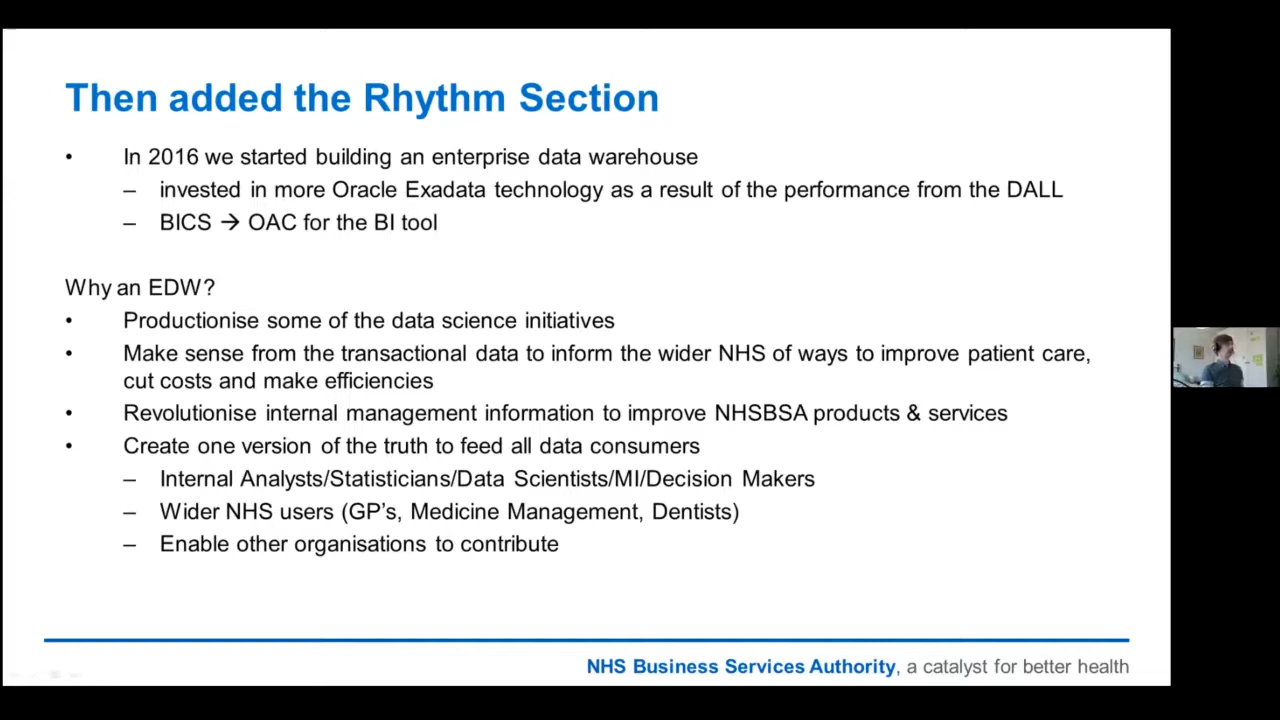 Then added the Rhythm Section
• In 2016 we started building an enterprise data warehouse
– invested in more Oracle Exadata technology as a result of the performance from the DALL
– BICS → OAC for the BI tool
Why an EDW?
• Productionise some of the data science initiatives
• Make sense from the transactional data to inform the wider NHS of ways to improve patient care,
cut costs and make efficiencies
• Revolutionise internal management information to improve NHSBSA products & services
• Create one version of the truth to feed all data consumers
– Internal Analysts/Statisticians/Data Scientists/MI/Decision Makers
– Wider NHS users (GP's, Medicine Management, Dentists)
– Enable other organisations to contribute
NHS Business Services Authority, a catalyst for better health